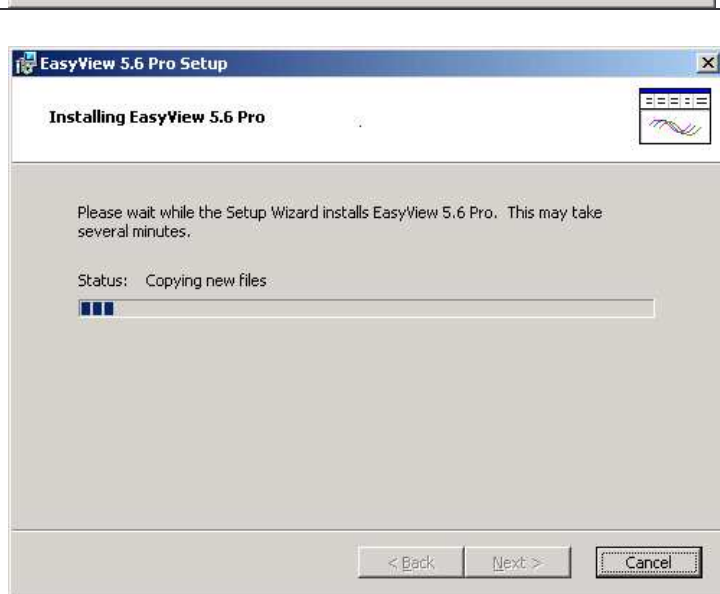 EasyView 5.6 Pro Setup
Installing EasyView 5.6 Pro
Please wait while the Setup Wizard installs EasyView 5.6 Pro. This may take
several minutes.
Status: Copying new files
< Back Next > Cancel